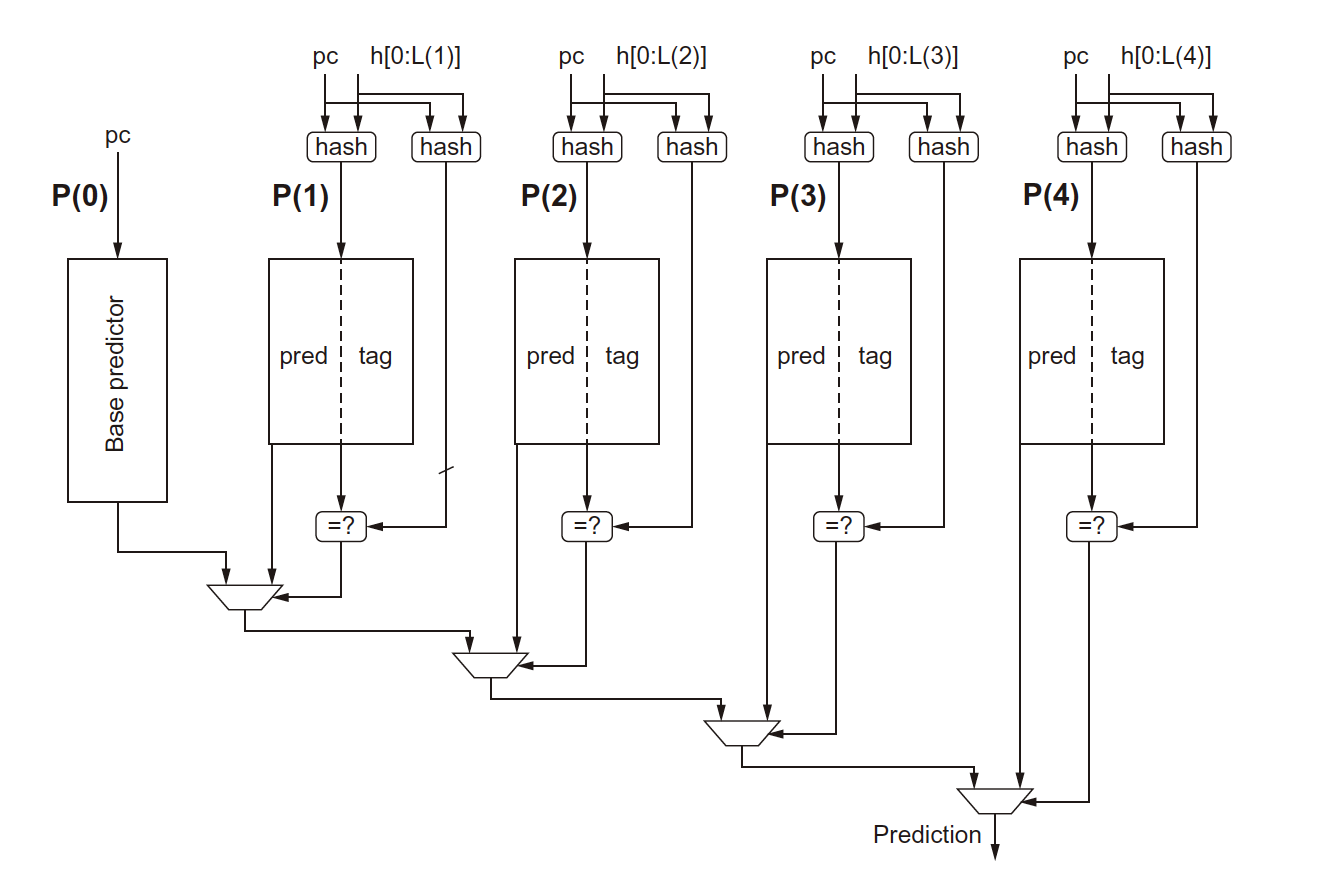 pc h[0:L(1)] pc h[0:L(2)] pc h[0:L(3)] pc h[0:L(4)]
pc
hash hash hash hash hash hash hash hash
P(0) P(1) P(2) P(3) P(4)
Base predictor
pred tag pred tag pred tag pred tag
=? =? =? =?
Prediction